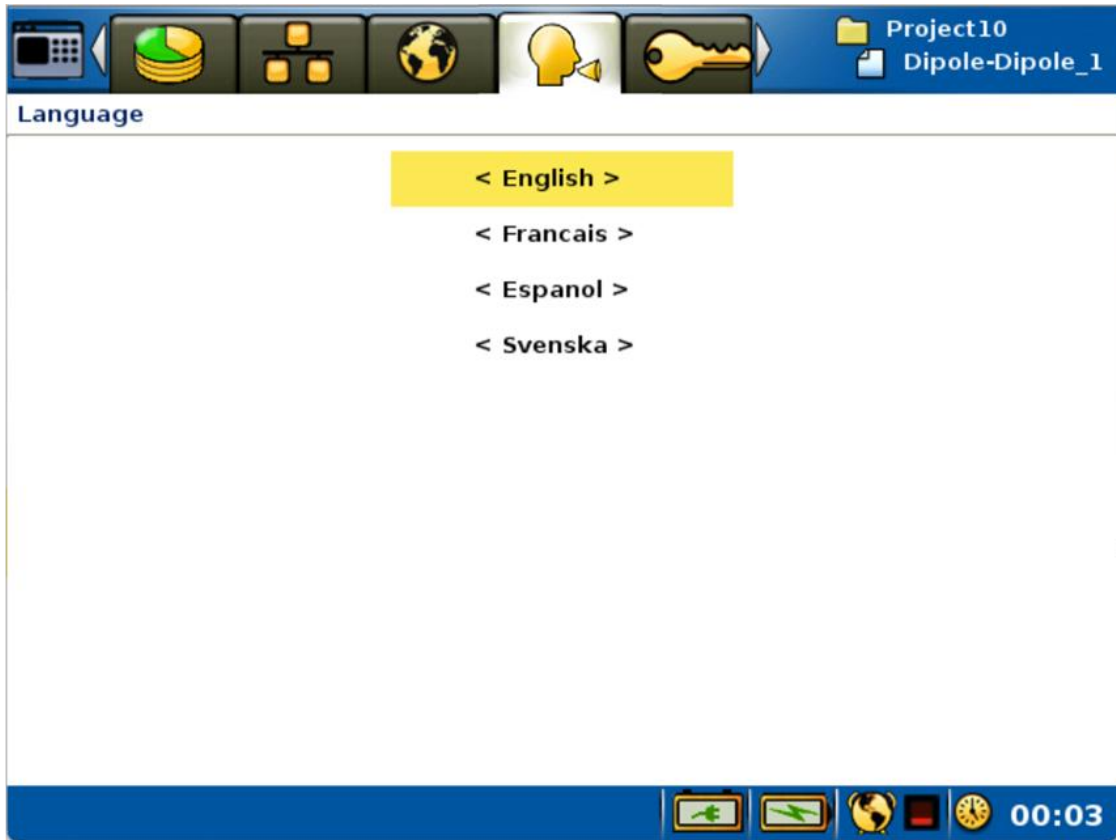 Project10
Dipole-Dipole_1
Language
< English >
< Francais >
< Espanol >
< Svenska >
00:03